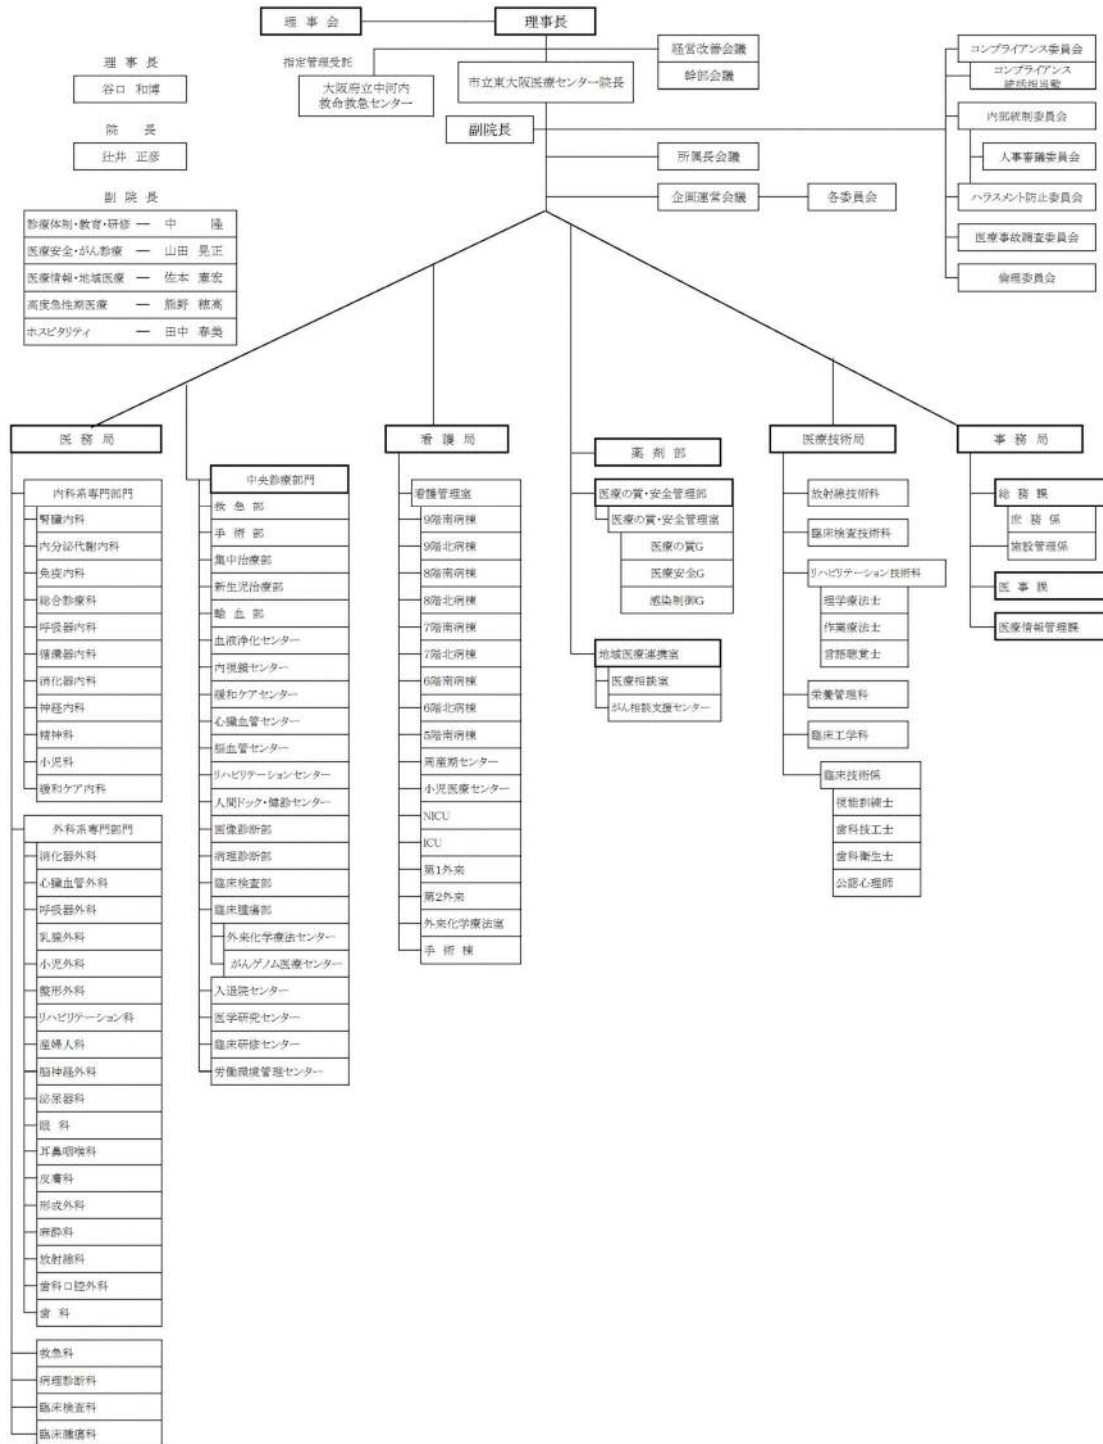 理事会
理事長
指定管理受託
経営改善会議
幹部会議
大阪府立中河内
救命救急センター
市立東大阪医療センター院長
副院長
所属長会議
企画運営会議
各委員会
コンプライアンス委員会
コンプライアンス
統括担当監
内部統制委員会
人事審議委員会
ハラスメント防止委員会
医療事故調査委員会
倫理委員会
理事長
谷口 和博
院長
辻井 正彦
副院長
診療体制・教育・研修 ― 中 隆
医療安全・がん診療 ― 山田 晃正
医療情報・地域医療 ― 佐本 憲宏
高度急性期医療 ― 熊野 穂高
ホスピタリティ ― 田中 春美
医務局
内科系専門部門
腎臓内科
内分泌代謝内科
免疫内科
総合診療科
呼吸器内科
循環器内科
消化器内科
神経内科
精神科
小児科
緩和ケア内科
外科系専門部門
消化器外科
心臓血管外科
呼吸器外科
乳腺外科
小児外科
整形外科
リハビリテーション科
産婦人科
脳神経外科
泌尿器科
眼科
耳鼻咽喉科
皮膚科
形成外科
麻酔科
放射線科
歯科口腔外科
歯科
救急科
病理診断科
臨床検査科
臨床腫瘍科
中央診療部門
救急部
手術部
集中治療部
新生児治療部
輸血部
血液浄化センター
内視鏡センター
緩和ケアセンター
心臓血管センター
脳血管センター
リハビリテーションセンター
人間ドック・健診センター
画像診断部
病理診断部
臨床検査部
臨床腫瘍部
外来化学療法センター
がんゲノム医療センター
入退院センター
医学研究センター
臨床研修センター
労働環境管理センター
看護局
看護管理室
9階南病棟
9階北病棟
8階南病棟
8階北病棟
7階南病棟
7階北病棟
6階南病棟
6階北病棟
5階南病棟
周産期センター
小児医療センター
NICU
ICU
第1外来
第2外来
外来化学療法室
手術棟
薬剤部
医療の質・安全管理部
医療の質・安全管理室
医療の質G
医療安全G
感染制御G
地域医療連携室
医療相談室
がん相談支援センター
医療技術局
放射線技術科
臨床検査技術科
リハビリテーション技術科
理学療法士
作業療法士
言語聴覚士
栄養管理科
臨床工学科
臨床技術係
視能訓練士
歯科技工士
歯科衛生士
公認心理師
事務局
総務課
庶務係
施設管理係
医事課
医療情報管理課